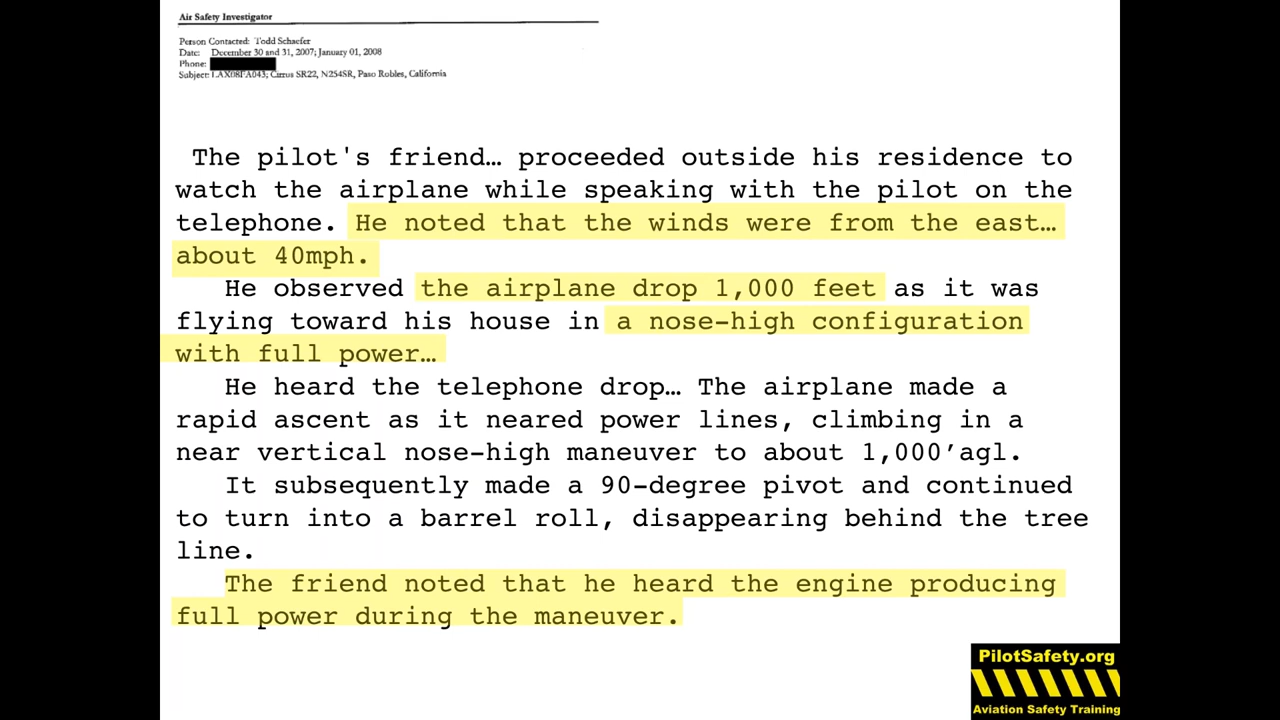 Air Safety Investigator
Person Contacted: Todd Schaefer
Date: December 30 and 31, 2007; January 01, 2008
Phone:
Subject: LAX08FA043; Cirrus SR22, N254SR, Paso Robles, California
The pilot's friend… proceeded outside his residence to
watch the airplane while speaking with the pilot on the
telephone. He noted that the winds were from the east…
about 40mph.
He observed the airplane drop 1,000 feet as it was
flying toward his house in a nose-high configuration
with full power…
He heard the telephone drop… The airplane made a
rapid ascent as it neared power lines, climbing in a
near vertical nose-high maneuver to about 1,000’agl.
It subsequently made a 90-degree pivot and continued
to turn into a barrel roll, disappearing behind the tree
line.
The friend noted that he heard the engine producing
full power during the maneuver.
PilotSafety.org
Aviation Safety Training